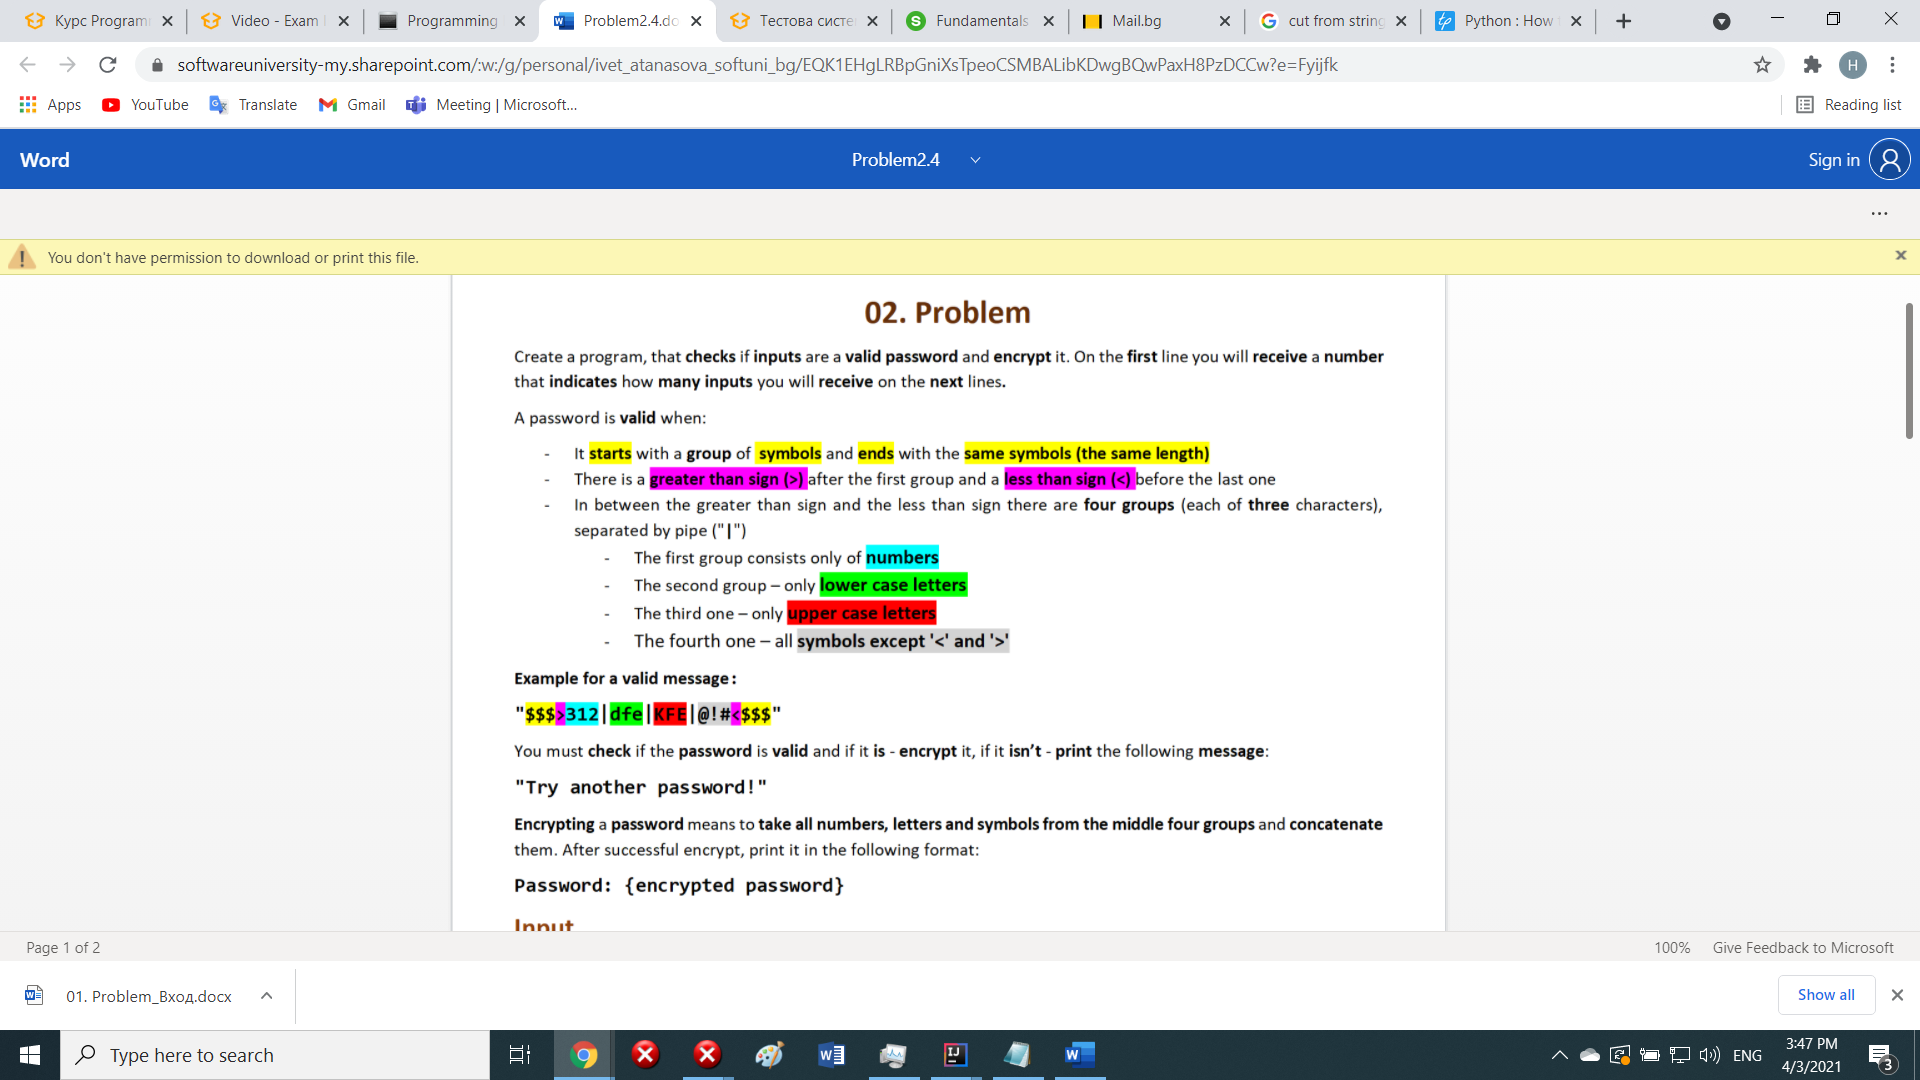 Курс Програм
Video - Exam
Programming
Problem2.4.do
Тестова систе
Fundamentals
Mail.bg
cut from string
Python : How
softwareuniversity-my.sharepoint.com/:w:/g/personal/ivet_atanasova_softuni_bg/EQK1EHgLRBpGniXsTpeoCSMBALibKDwgBQwPaxH8PzDCCw?e=Fyijfk
H
Apps YouTube Translate Gmail Meeting | Microsoft... Reading list
Word Problem2.4 Sign in
You don't have permission to download or print this file.
02. Problem
Create a program, that checks if inputs are a valid password and encrypt it. On the first line you will receive a number
that indicates how many inputs you will receive on the next lines.
A password is valid when:
- It starts with a group of symbols and ends with the same symbols (the same length)
- There is a greater than sign (>) after the first group and a less than sign (<) before the last one
- In between the greater than sign and the less than sign there are four groups (each of three characters),
separated by pipe ("|")
- The first group consists only of numbers
- The second group – only lower case letters
- The third one – only upper case letters
- The fourth one – all symbols except '<' and '>'
Example for a valid message:
"$$$>312|dfe|KFE|@!#<$$$"
You must check if the password is valid and if it is - encrypt it, if it isn’t - print the following message:
"Try another password!"
Encrypting a password means to take all numbers, letters and symbols from the middle four groups and concatenate
them. After successful encrypt, print it in the following format:
Password: {encrypted password}
Input
Page 1 of 2 100% Give Feedback to Microsoft
01. Problem_Вход.docx Show all
Type here to search
ENG
3:47 PM
4/3/2021
3